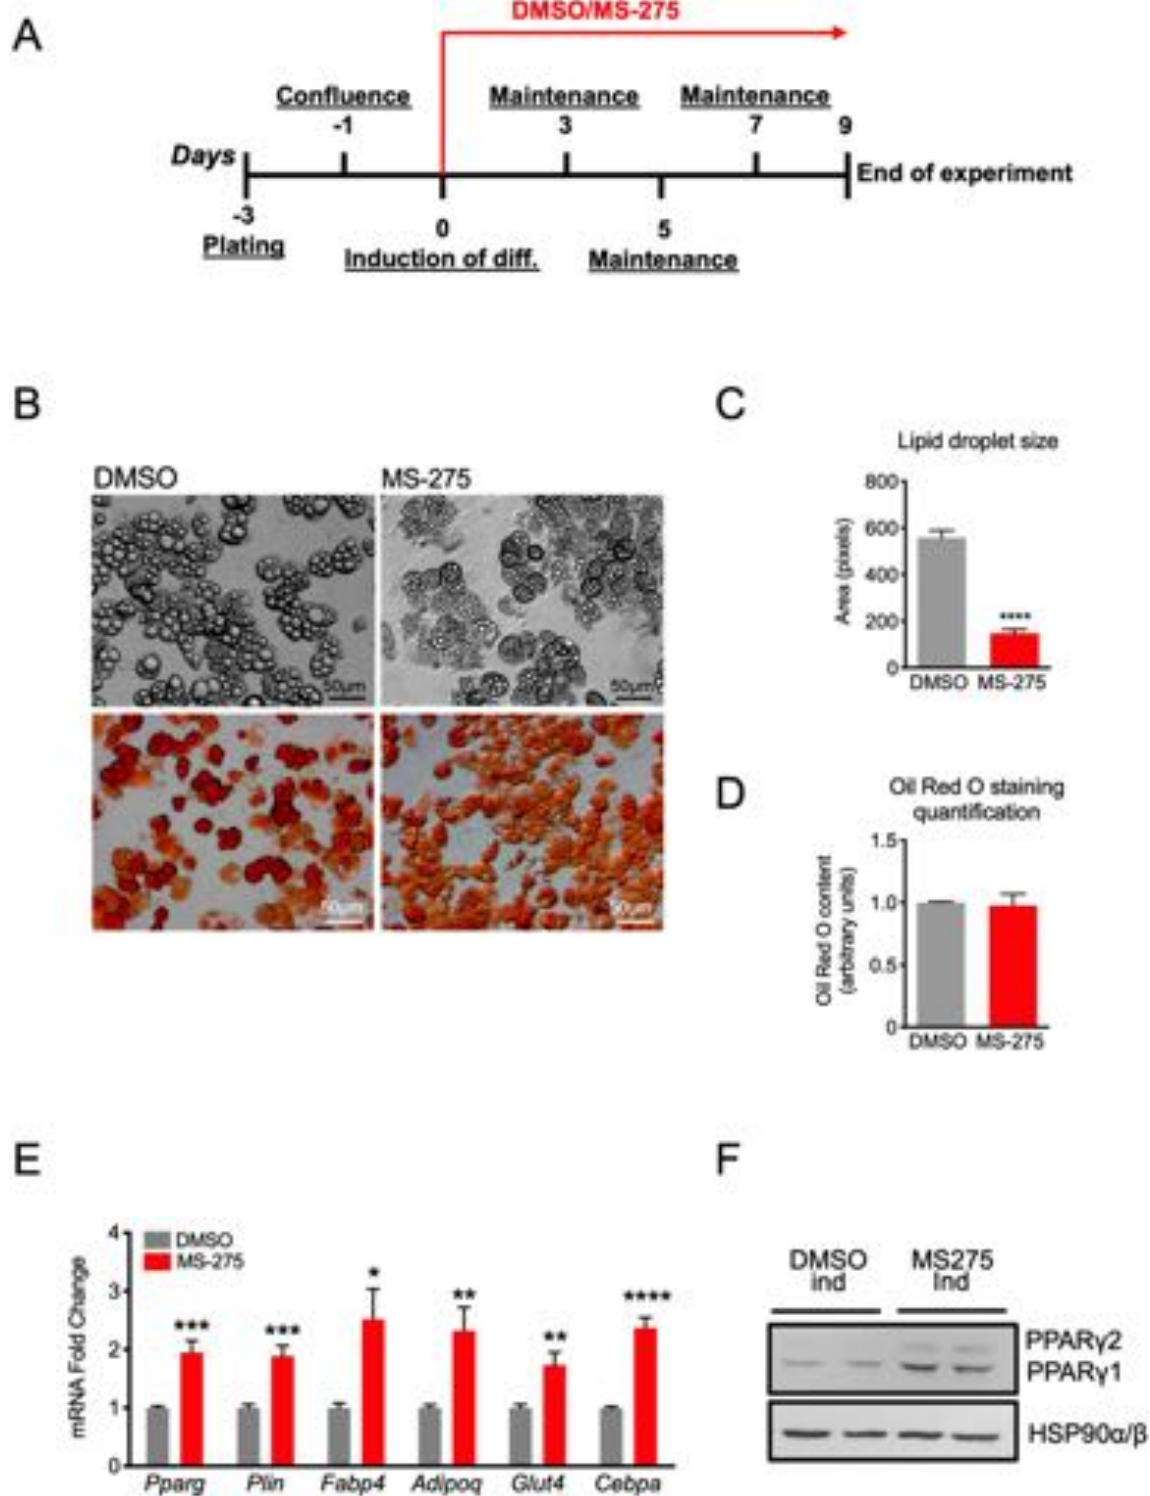 A
DMSO/MS-275
Confluence Maintenance Maintenance
-1 3 7 9
Days
End of experiment
-3 0 5
Plating Induction of diff. Maintenance
B
DMSO MS-275
50µm 50µm
50µm 50µm
C
Lipid droplet size
Area (pixels)
800
600
400
200
0
****
DMSO MS-275
D
Oil Red O staining
quantification
Oil Red O content
(arbitrary units)
1.5
1.0
0.5
0
DMSO MS-275
E
mRNA Fold Change
4
3
2
1
0
DMSO
MS-275
*** *** * ** ** ****
Pparg Plin Fabp4 Adipoq Glut4 Cebpa
F
DMSO MS275
ind Ind
PPARγ2
PPARγ1
HSP90α/β